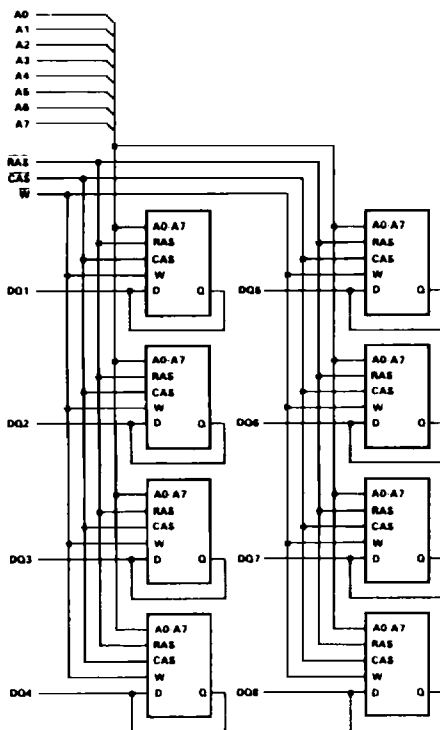 A0
A1
A2
A3
A4
A5
A6
A7
RAS
CAS
W
A0-A7
RAS
CAS
W
DQ1 D Q
A0-A7
RAS
CAS
W
DQ5 D Q
A0-A7
RAS
CAS
W
DQ2 D Q
A0-A7
RAS
CAS
W
DQ6 D Q
A0-A7
RAS
CAS
W
DQ3 D Q
A0-A7
RAS
CAS
W
DQ7 D Q
A0-A7
RAS
CAS
W
DQ4 D Q
A0-A7
RAS
CAS
W
DQ8 D Q